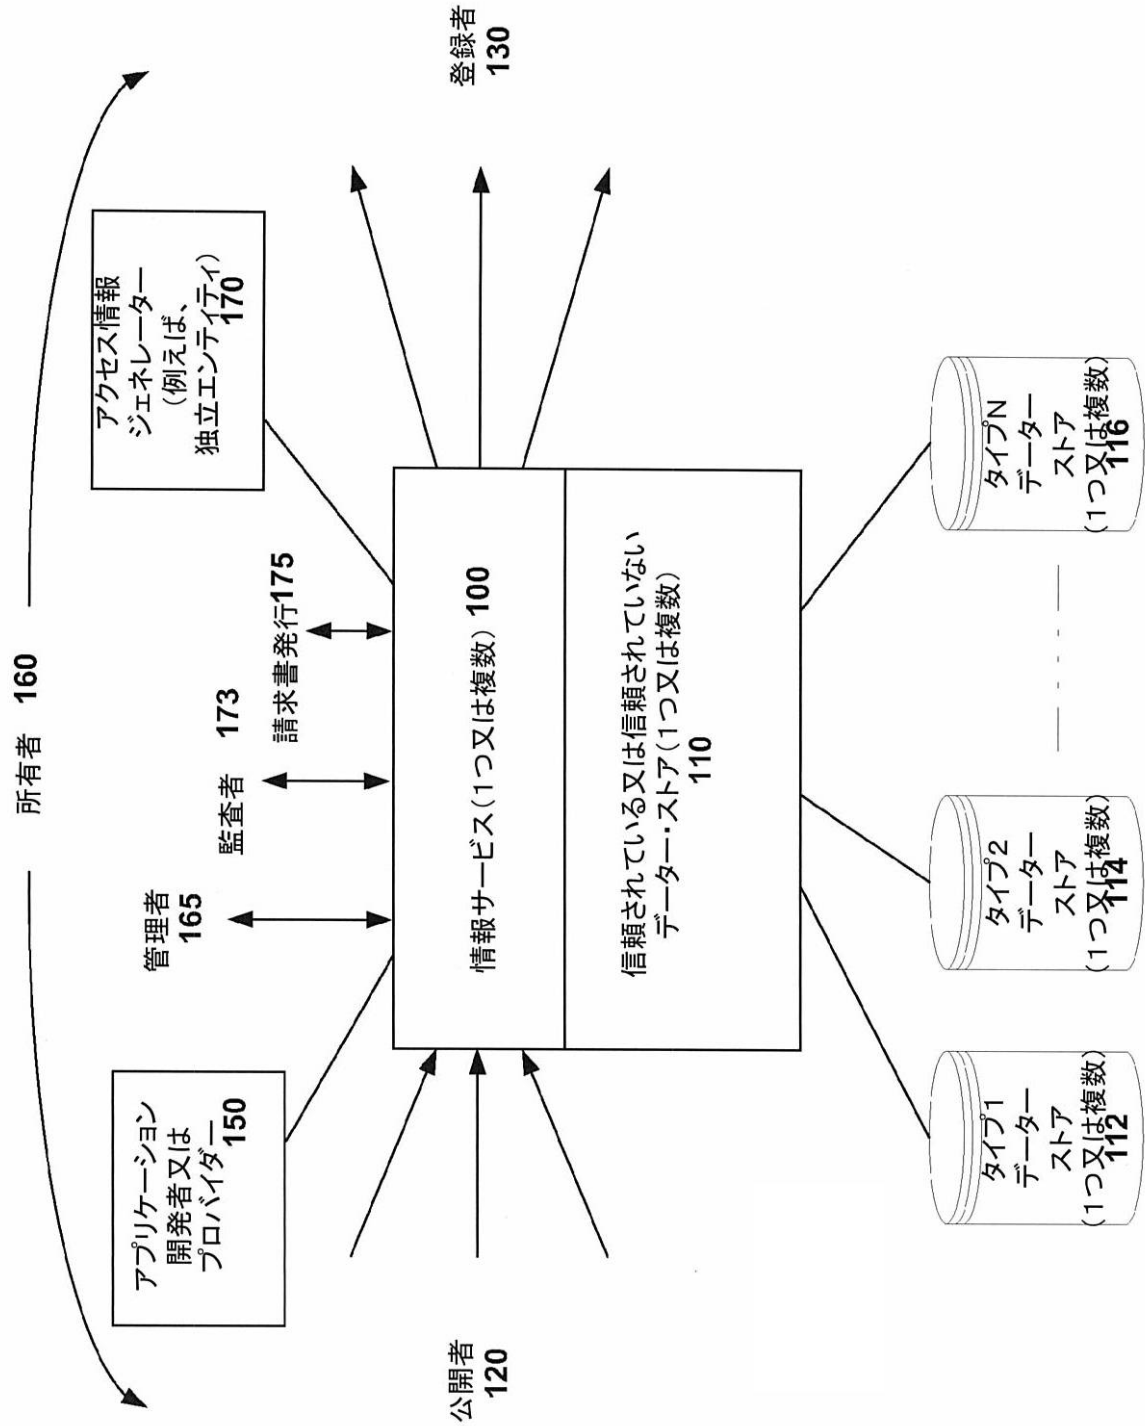 所有者 160
アプリケーション
開発者又は
プロバイダー
150
管理者
165
監査者 173
請求書発行175
アクセス情報
ジェネレーター
(例えば、
独立エンティティ)
170
公開者
120
情報サービス(1つ又は複数) 100
登録者
130
信頼されている又は信頼されていない
データー・ストア(1つ又は複数)
110
タイプ1
データー
ストア
(1つ又は複数)
112
タイプ2
データー
ストア
(1つ又は複数)
114
タイプN
データー
ストア
(1つ又は複数)
116